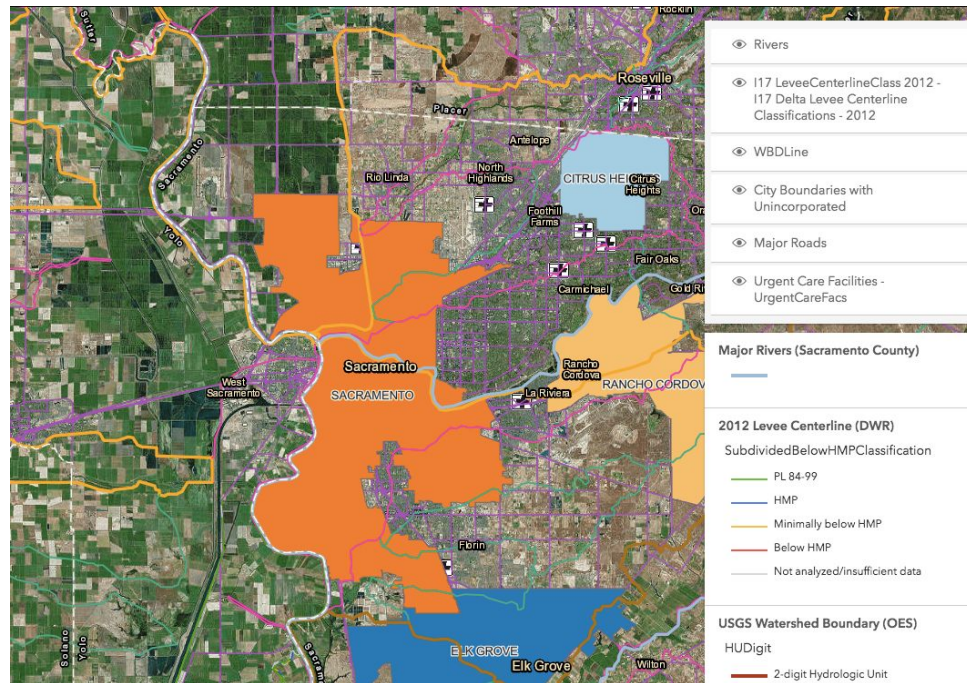 Rocklin
Sutter
Roseville
Placer
Antelope
Sacramento
Rio Linda
North
Highlands
CITRUS HEIGHTS
Citrus
Heights
Foothill
Farms
Yolo
Fair Oaks
Carmichael
Sacramento
Rancho
Cordova
West
Sacramento
SACRAMENTO
RANCHO CORDOV
La Riviera
Florin
Solano
Yolo
ELK GROVE
Elk Grove
Wilton
Rivers
I17 LeveeCenterlineClass 2012 -
I17 Delta Levee Centerline
Classifications - 2012
WBDLine
City Boundaries with
Unincorporated
Major Roads
Urgent Care Facilities -
UrgentCareFacs
Major Rivers (Sacramento County)
2012 Levee Centerline (DWR)
SubdividedBelowHMPClassification
PL 84-99
HMP
Minimally below HMP
Below HMP
Not analyzed/insufficient data
USGS Watershed Boundary (OES)
HUDigit
2-digit Hydrologic Unit